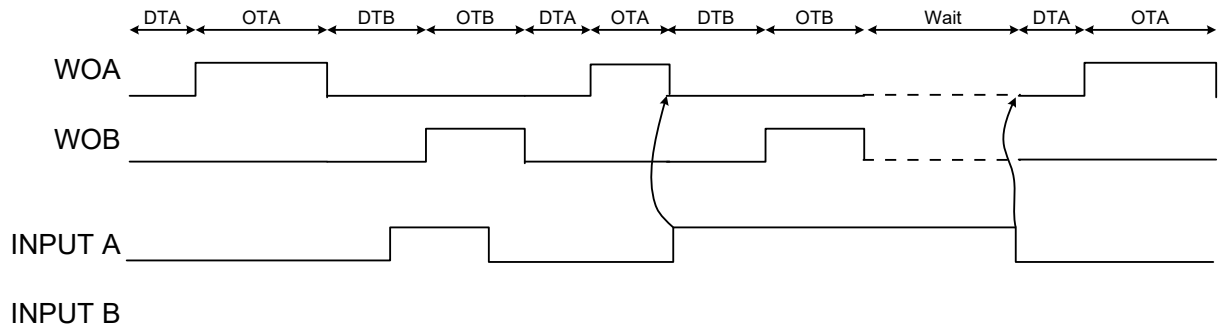 DTA OTA DTB OTB DTA OTA DTB OTB Wait DTA OTA
WOA
WOB
INPUT A
INPUT B